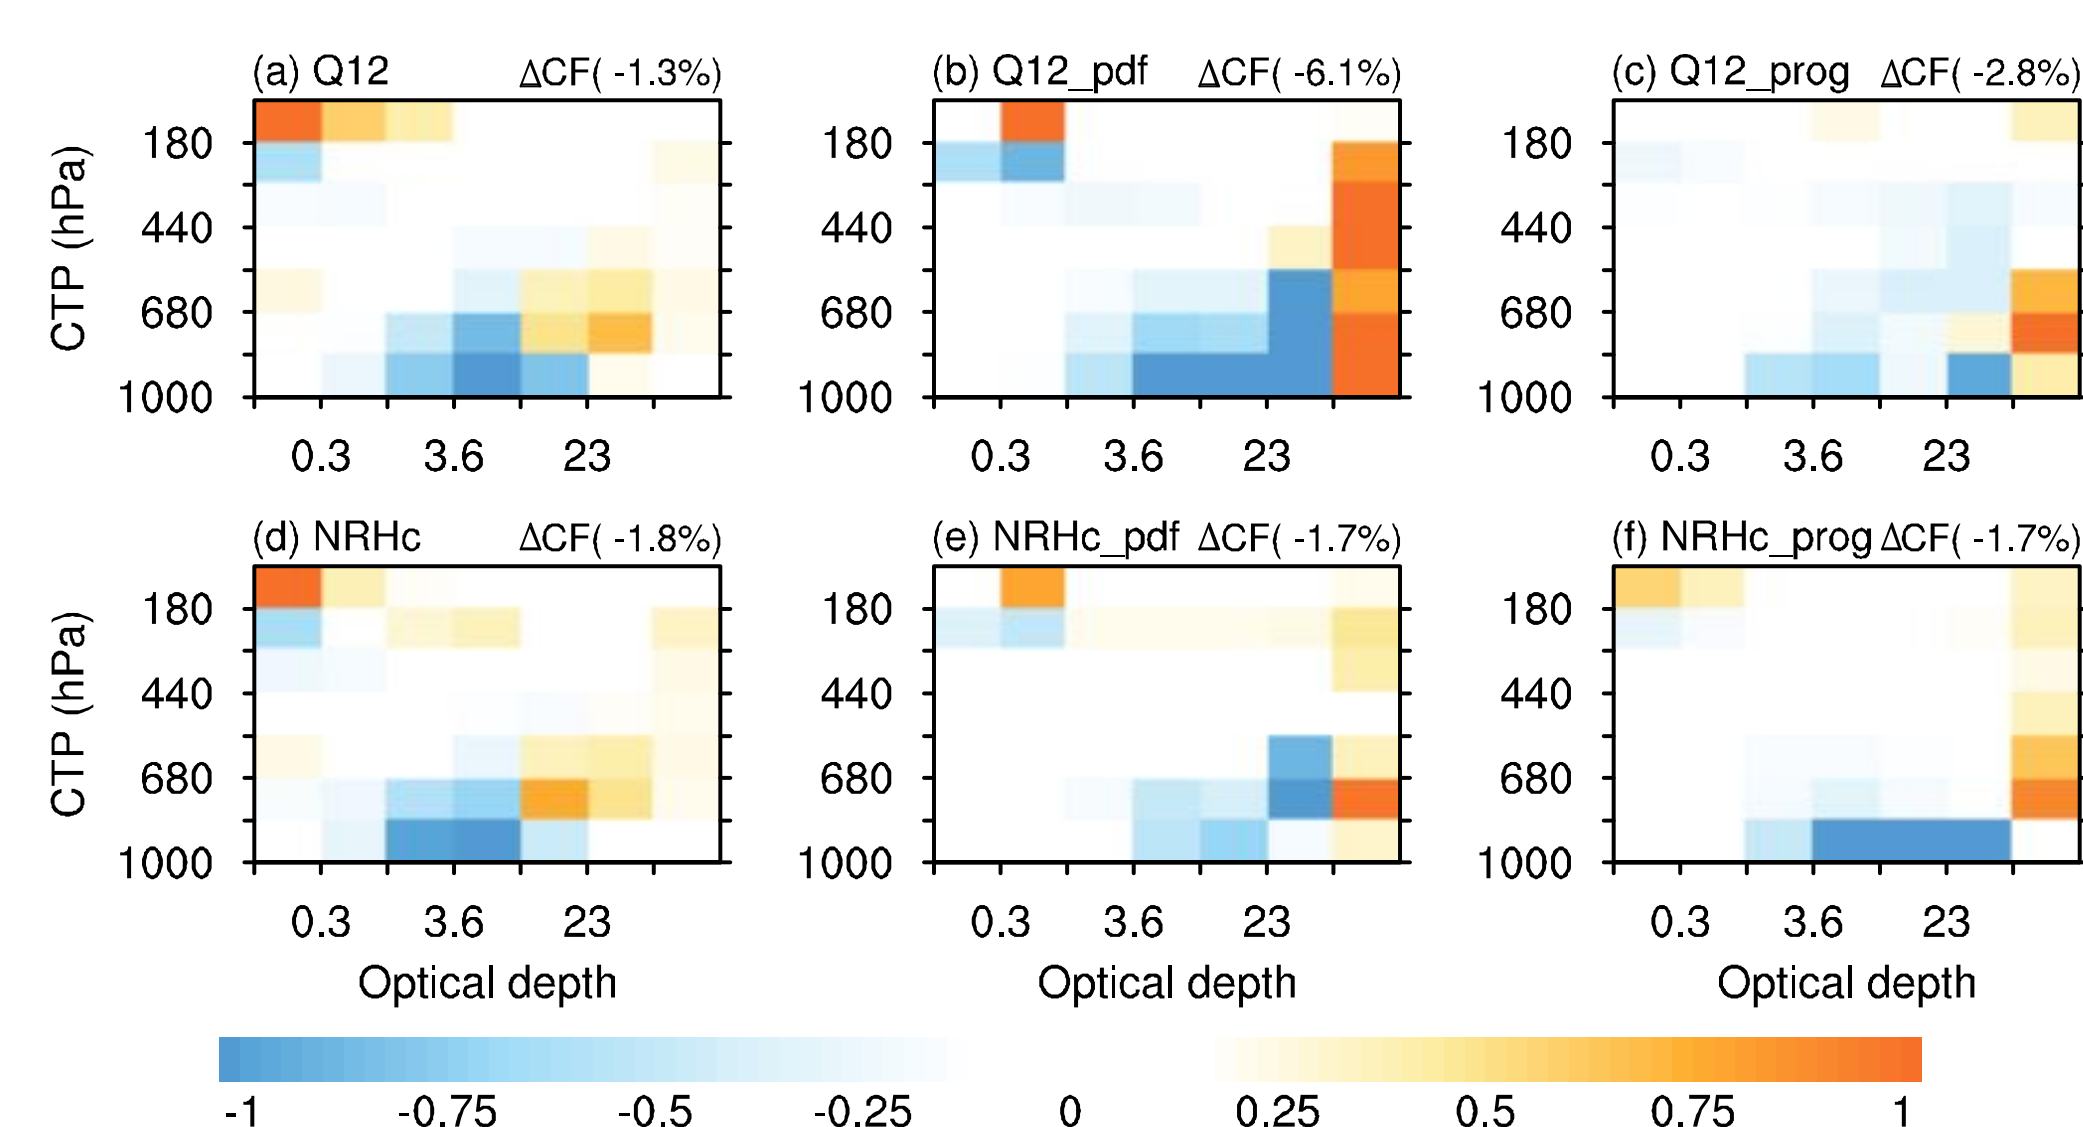 (a) Q12 ΔCF( -1.3%) (b) Q12_pdf ΔCF( -6.1%) (c) Q12_prog ΔCF( -2.8%)
180 180 180
440 440 440
680 680 680
1000 1000 1000
CTP (hPa)
0.3 3.6 23 0.3 3.6 23 0.3 3.6 23
(d) NRHc ΔCF( -1.8%) (e) NRHc_pdf ΔCF( -1.7%) (f) NRHc_prog ΔCF( -1.7%)
180 180 180
440 440 440
680 680 680
1000 1000 1000
CTP (hPa)
0.3 3.6 23 0.3 3.6 23 0.3 3.6 23
Optical depth Optical depth Optical depth
-1 -0.75 -0.5 -0.25 0 0.25 0.5 0.75 1